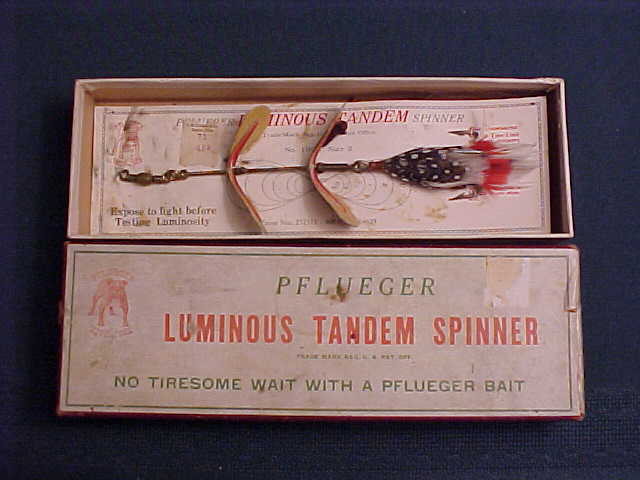 PFLUEGER LUMINOUS TANDEM SPINNER
Expose to light before
Testing Luminosity
PFLUEGER
LUMINOUS TANDEM SPINNER
TRADE MARK REG. U. S. PAT. OFF.
NO TIRESOME WAIT WITH A PFLUEGER BAIT